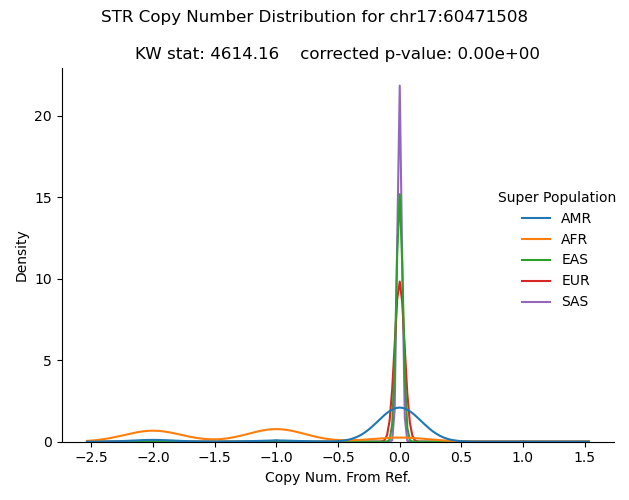 STR Copy Number Distribution for chr17:60471508
KW stat: 4614.16    corrected p-value: 0.00e+00
Density
20
15
10
5
0
−2.5 −2.0 −1.5 −1.0 −0.5 0.0 0.5 1.0 1.5
Copy Num. From Ref.
Super Population
AMR
AFR
EAS
EUR
SAS